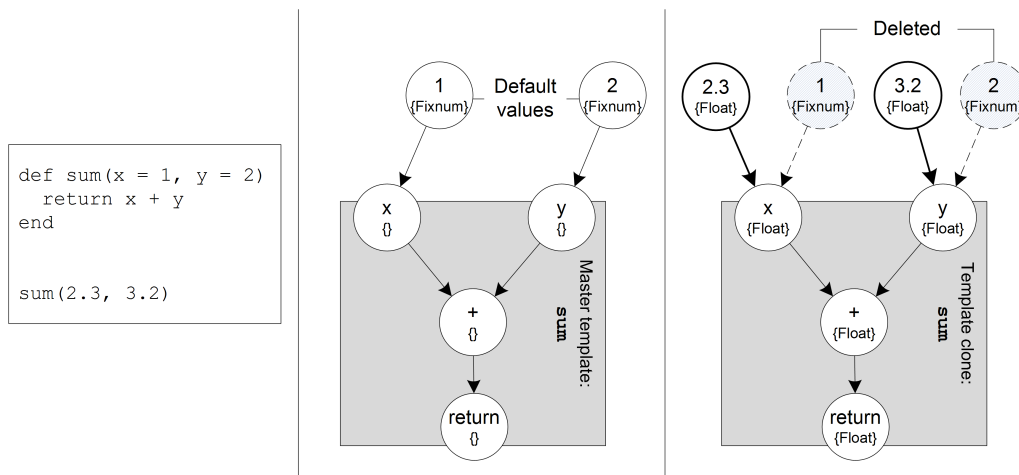 def sum(x = 1, y = 2)
  return x + y
end
sum(2.3, 3.2)
1
{Fixnum}
Default
values
2
{Fixnum}
x
{}
y
{}
+
{}
return
{}
Master template:
sum
Deleted
2.3
{Float}
1
{Fixnum}
3.2
{Float}
2
{Fixnum}
x
{Float}
y
{Float}
+
{Float}
return
{Float}
Template clone:
sum